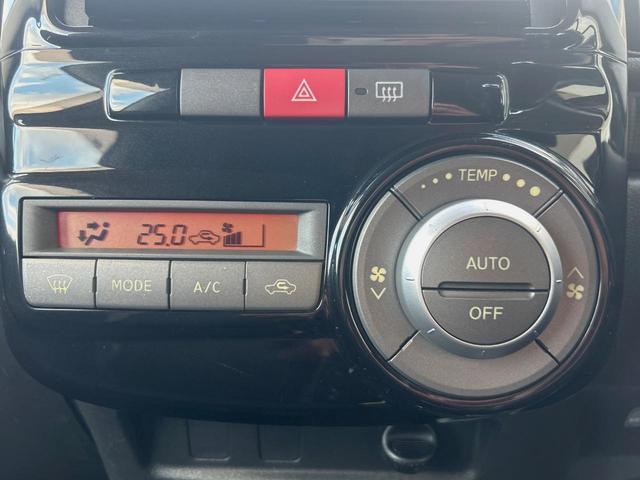 TEMP
25.0
AUTO
MODE
A/C
OFF